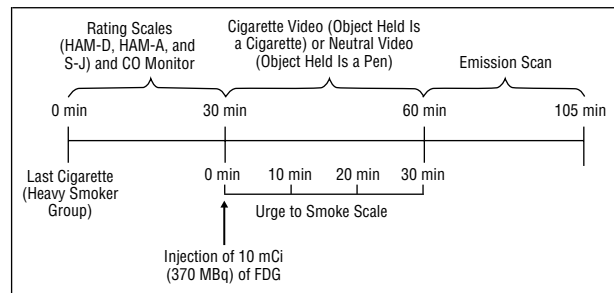 Rating Scales
(HAM-D, HAM-A, and
S-J) and CO Monitor
Cigarette Video (Object Held Is
a Cigarette) or Neutral Video
(Object Held Is a Pen)
Emission Scan
0 min
30 min
60 min
105 min
Last Cigarette
(Heavy Smoker
Group)
0 min
10 min
20 min
30 min
Urge to Smoke Scale
Injection of 10 mCi
(370 MBq) of FDG